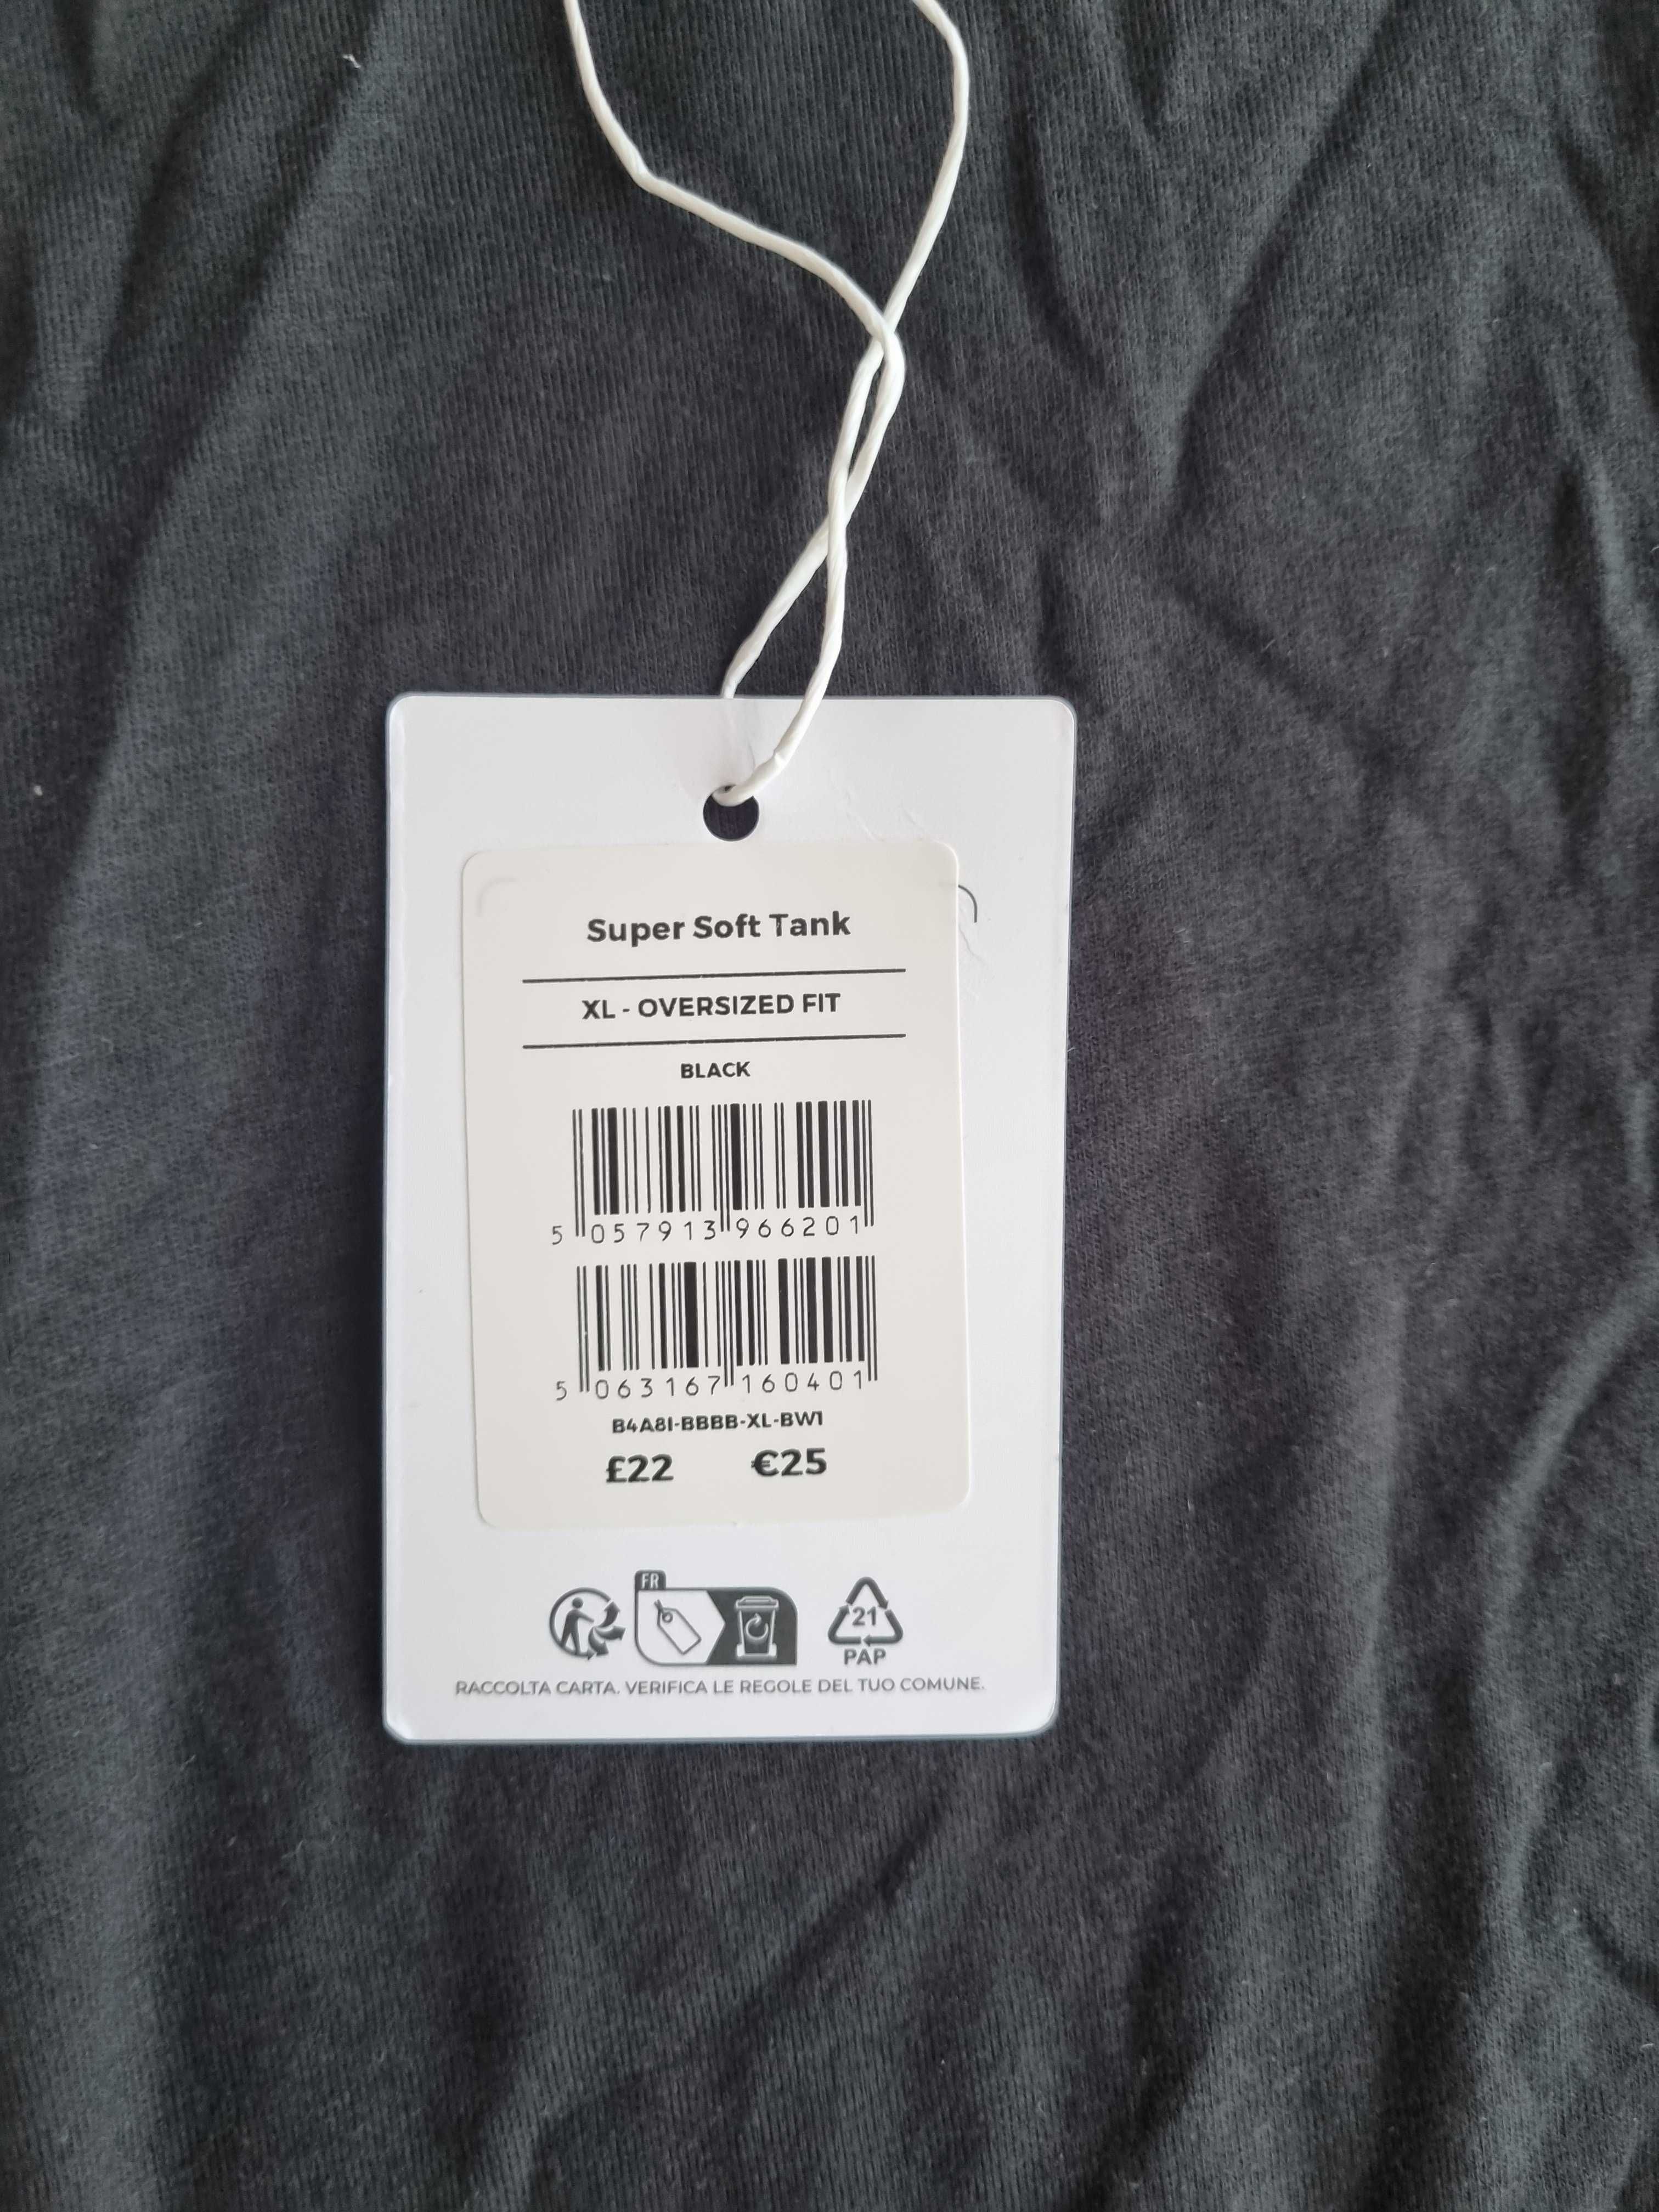 Super Soft Tank
XL - OVERSIZED FIT
BLACK
5 057913 966201
5 063167 160401
B4A8I-BBBB-XL-BW1
£22 €25
FR
21
PAP
RACCOLTA CARTA. VERIFICA LE REGOLE DEL TUO COMUNE.